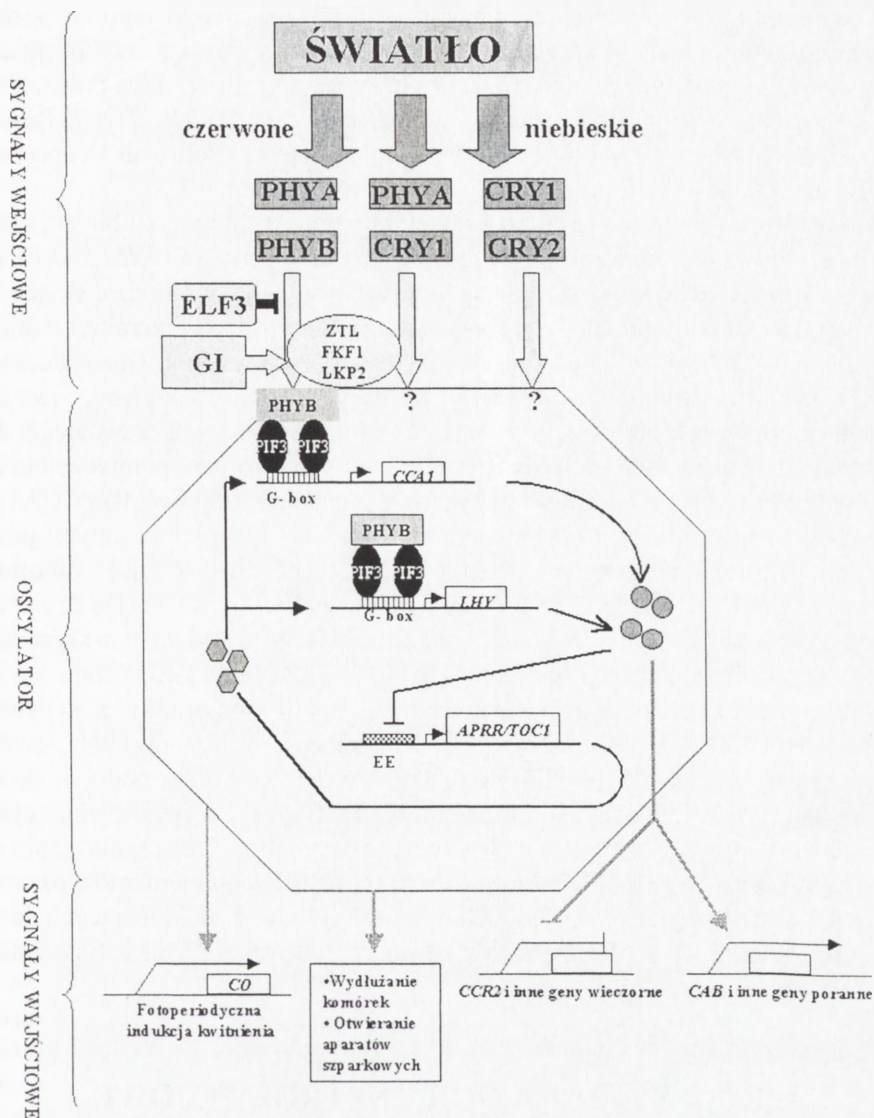 ŚWIATŁO
czerwone
niebieskie
PHYA
PHYA
CRY1
PHYB
CRY1
CRY2
ELF3
GI
ZTL
FKF1
LKP2
?
?
PHYB
PIF3
PIF3
CCA1
G-box
PHYB
PIF3
PIF3
LHY
G-box
APRR/TOC1
EE
CO
Fotoperiodyczna
indukcja kwitnienia
•Wydłużanie
komórek
• Otwieranie
aparatów
szparkowych
CCR2 i inne geny wieczorne
CAB i inne geny poranne
SYGNAŁY WEJSCIOWE
OSCYLATOR
SYGNAŁY WYJSCIOWE